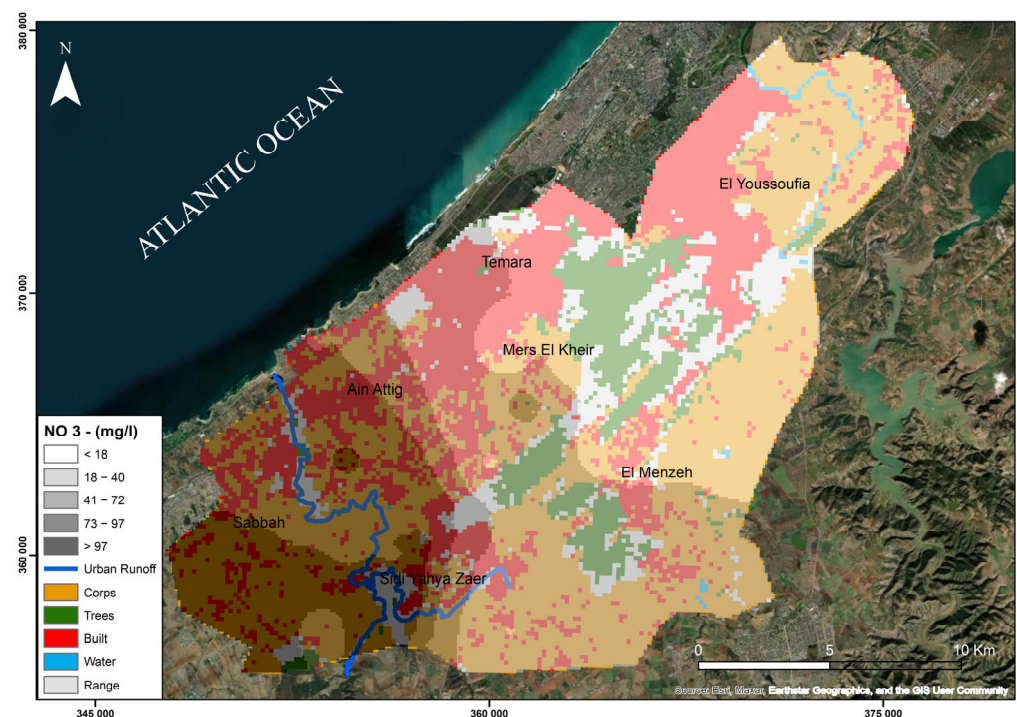 380 000
N
ATLANTIC OCEAN
El Youssoufia
Temara
370 000
Mers El Kheir
Ain Attig
El Menzeh
Sabbah
Sidi Yahya Zaer
360 000
NO 3 - (mg/l)
< 18
18 – 40
41 – 72
73 – 97
> 97
Urban Runoff
Corps
Trees
Built
Water
Range
0 5 10 Km
Source: Esri, Maxar, Earthstar Geographics, and the GIS User Community
345 000 360 000 375 000